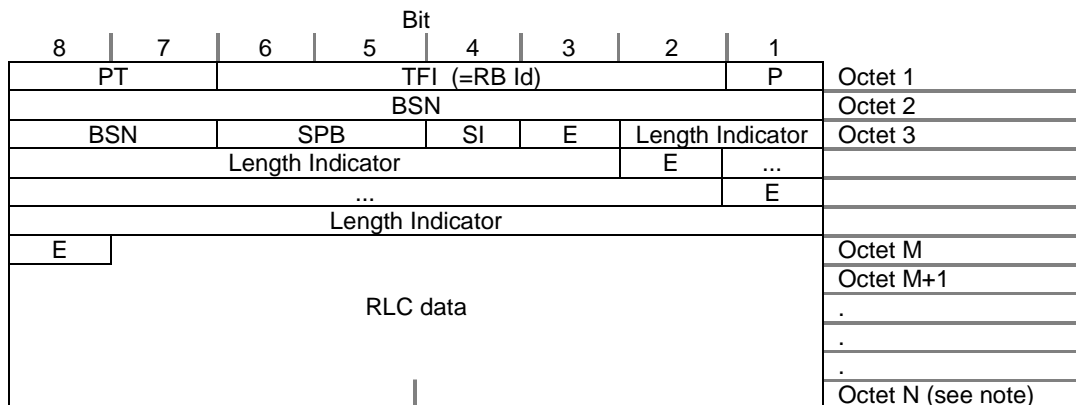 Bit
8 7 6 5 4 3 2 1
PT TFI (=RB Id) P Octet 1
BSN Octet 2
BSN SPB SI E Length Indicator Octet 3
Length Indicator E ...
... E
Length Indicator
E Octet M
Octet M+1
RLC data .
.
.
Octet N (see note)